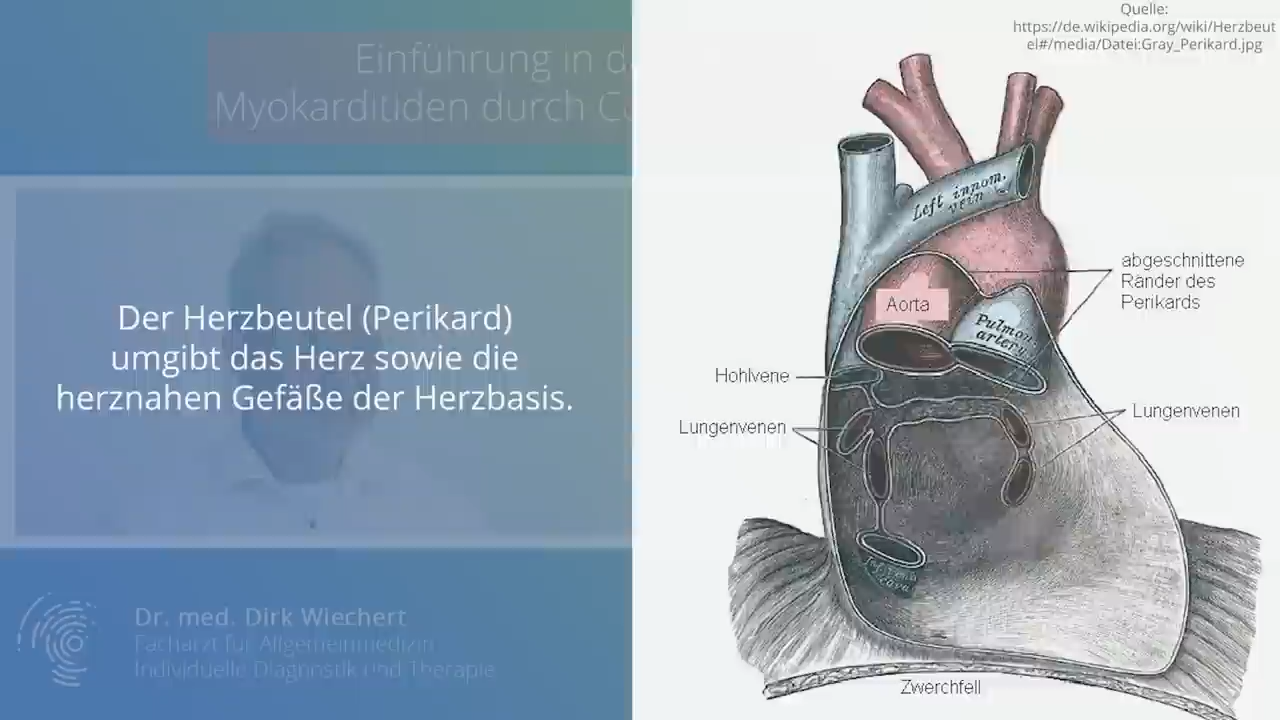 Einführung in d
Myokarditiden durch C
Der Herzbeutel (Perikard)
umgibt das Herz sowie die
herznahen Gefäße der Herzbasis.
Dr. med. Dirk Wiechert
Facharzt für Allgemeinmedizin
Individuelle Diagnostik und Therapie
Quelle:
https://de.wikipedia.org/wiki/Herzbeut
el#/media/Datei:Gray_Perikard.jpg
Left innom.
vein
abgeschnittene
Ränder des
Perikards
Aorta
Pulmon.
artery
Hohlvene
Lungenvenen
Lungenvenen
cava
Zwerchfell